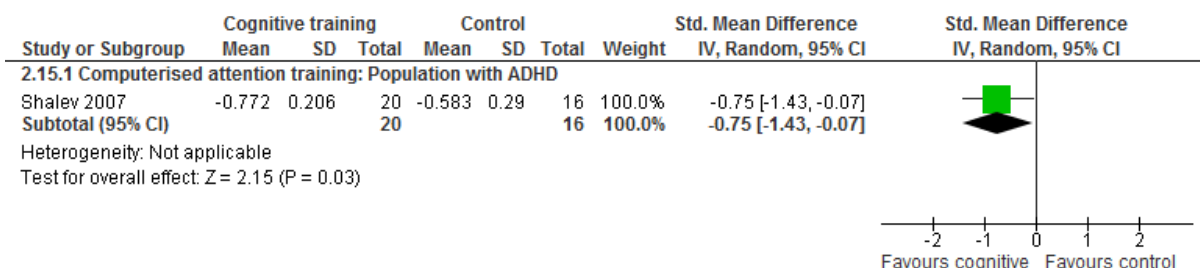 Cognitive training Control Std. Mean Difference Std. Mean Difference
Study or Subgroup Mean SD Total Mean SD Total Weight IV, Random, 95% CI IV, Random, 95% CI
2.15.1 Computerised attention training: Population with ADHD
Shalev 2007 -0.772 0.206 20 -0.583 0.29 16 100.0% -0.75 [-1.43, -0.07]
Subtotal (95% CI) 20 16 100.0% -0.75 [-1.43, -0.07]
Heterogeneity: Not applicable
Test for overall effect: Z = 2.15 (P = 0.03)
-2 -1 0 1 2
Favours cognitive Favours control